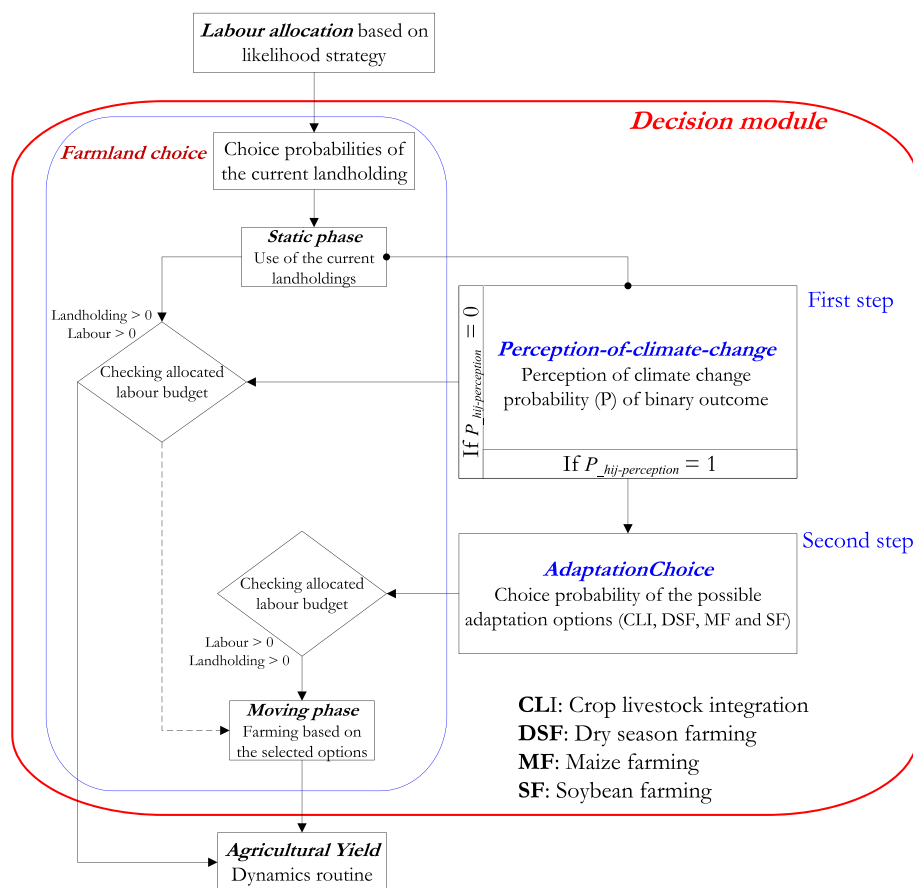 Labour allocation based on
likelihood strategy
Decision module
Farmland choice
Choice probabilities of
the current landholding
Static phase
Use of the current
landholdings
First step
Landholding > 0
Labour > 0
Checking allocated
labour budget
If P_hij-perception = 0
Perception-of-climate-change
Perception of climate change
probability (P) of binary outcome
If P_hij-perception = 1
Second step
AdaptationChoice
Choice probability of the possible
adaptation options (CLI, DSF, MF and SF)
Checking allocated
labour budget
Labour > 0
Landholding > 0
Moving phase
Farming based on
the selected options
CLI: Crop livestock integration
DSF: Dry season farming
MF: Maize farming
SF: Soybean farming
Agricultural Yield
Dynamics routine